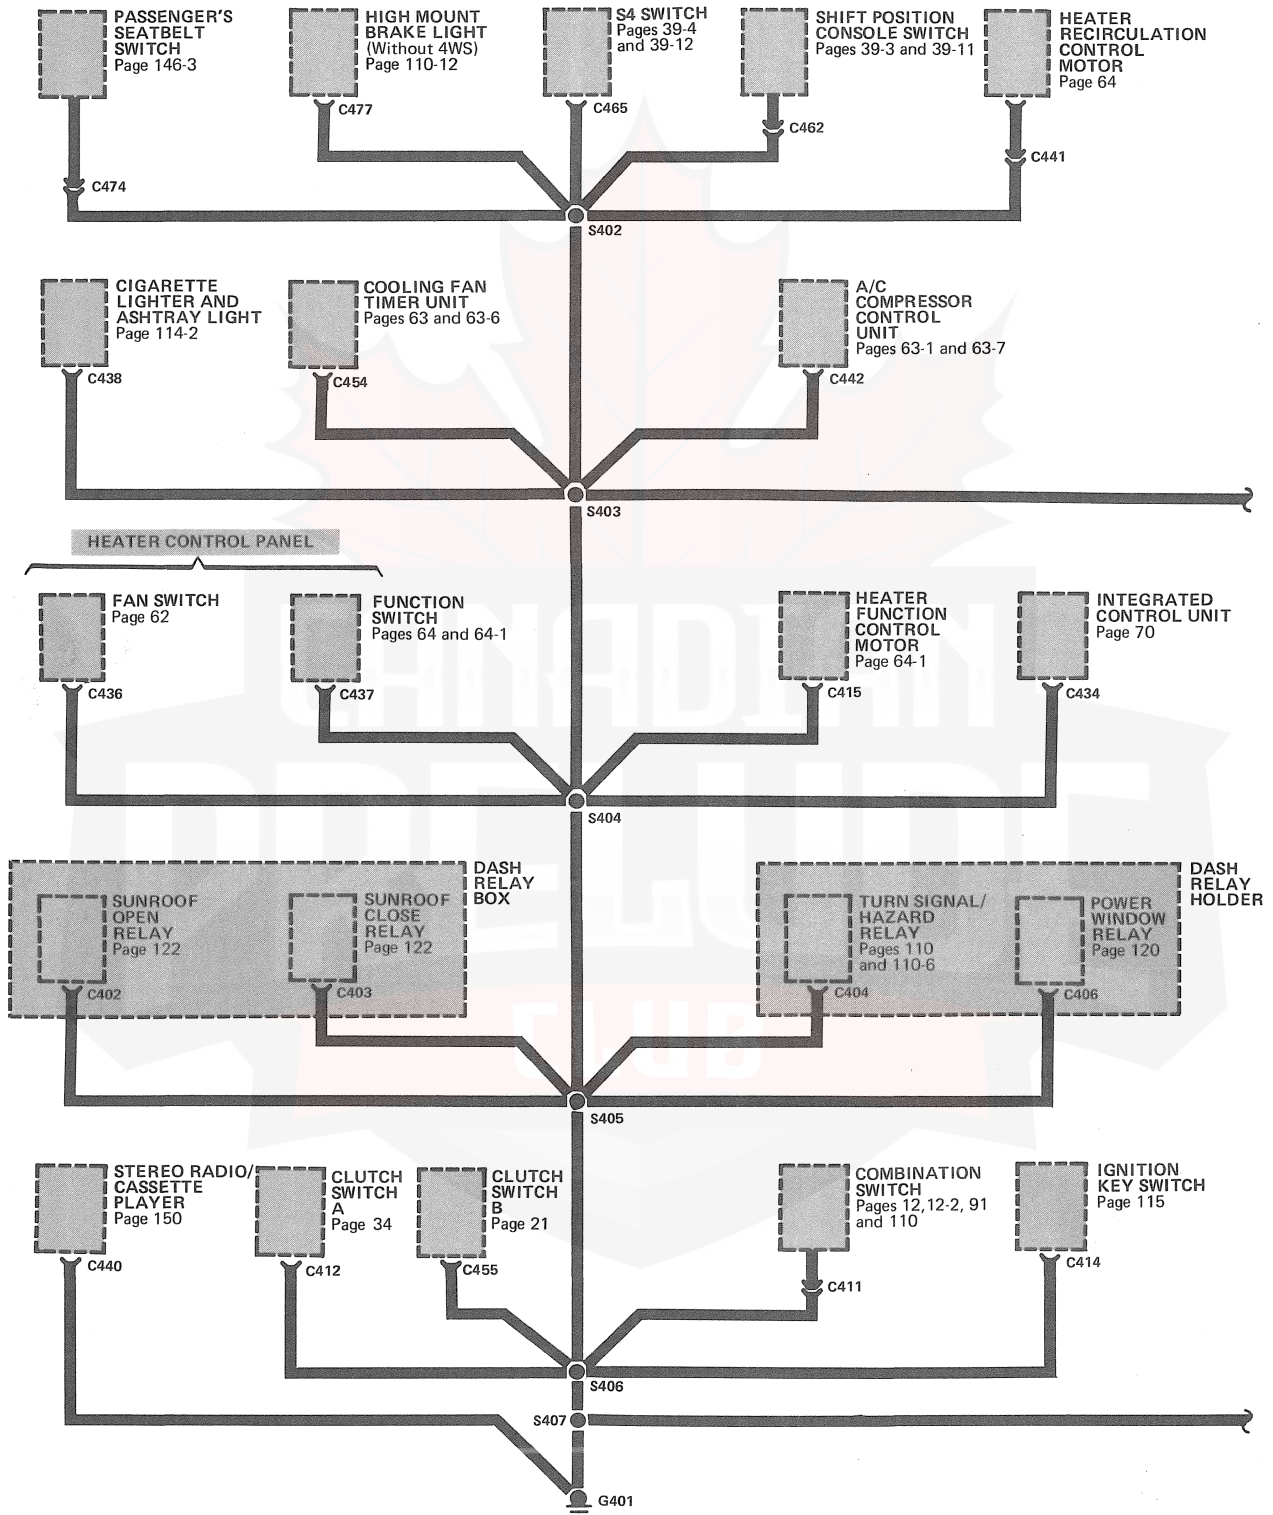 PASSENGER'S
SEATBELT
SWITCH
Page 146-3
HIGH MOUNT
BRAKE LIGHT
(Without 4WS)
Page 110-12
S4 SWITCH
Pages 39-4
and 39-12
SHIFT POSITION
CONSOLE SWITCH
Pages 39-3 and 39-11
HEATER
RECIRCULATION
CONTROL
MOTOR
Page 64
C477
C465
C462
C441
C474
S402
CIGARETTE
LIGHTER AND
ASHTRAY LIGHT
Page 114-2
COOLING FAN
TIMER UNIT
Pages 63 and 63-6
A/C
COMPRESSOR
CONTROL
UNIT
Pages 63-1 and 63-7
C438
C454
C442
S403
HEATER CONTROL PANEL
FAN SWITCH
Page 62
FUNCTION
SWITCH
Pages 64 and 64-1
HEATER
FUNCTION
CONTROL
MOTOR
Page 64-1
INTEGRATED
CONTROL UNIT
Page 70
C436
C437
C415
C434
CANADIAN
PRELUDE
CLUB
S404
DASH
RELAY
BOX
SUNROOF
OPEN
RELAY
Page 122
SUNROOF
CLOSE
RELAY
Page 122
DASH
RELAY
HOLDER
TURN SIGNAL/
HAZARD
RELAY
Pages 110
and 110-6
POWER
WINDOW
RELAY
Page 120
C402
C403
C404
C406
S405
STEREO RADIO/
CASSETTE
PLAYER
Page 150
CLUTCH
SWITCH
A
Page 34
CLUTCH
SWITCH
B
Page 21
COMBINATION
SWITCH
Pages 12, 12-2, 91
and 110
IGNITION
KEY SWITCH
Page 115
C440
C412
C455
C411
C414
S406
S407
G401